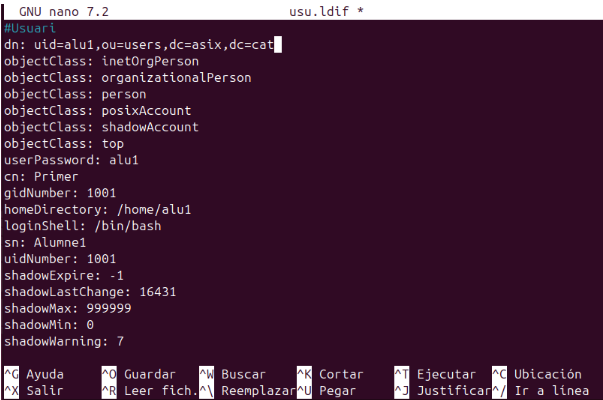 GNU nano 7.2 usu.ldif *
#Usuari
dn: uid=alu1,ou=users,dc=asix,dc=cat
objectClass: inetOrgPerson
objectClass: organizationalPerson
objectClass: person
objectClass: posixAccount
objectClass: shadowAccount
objectClass: top
userPassword: alu1
cn: Primer
gidNumber: 1001
homeDirectory: /home/alu1
loginShell: /bin/bash
sn: Alumne1
uidNumber: 1001
shadowExpire: -1
shadowLastChange: 16431
shadowMax: 999999
shadowMin: 0
shadowWarning: 7
^G Ayuda ^O Guardar ^W Buscar ^K Cortar ^T Ejecutar ^C Ubicación
^X Salir ^R Leer fich. ^\ Reemplazar ^U Pegar ^J Justificar ^/ Ir a línea